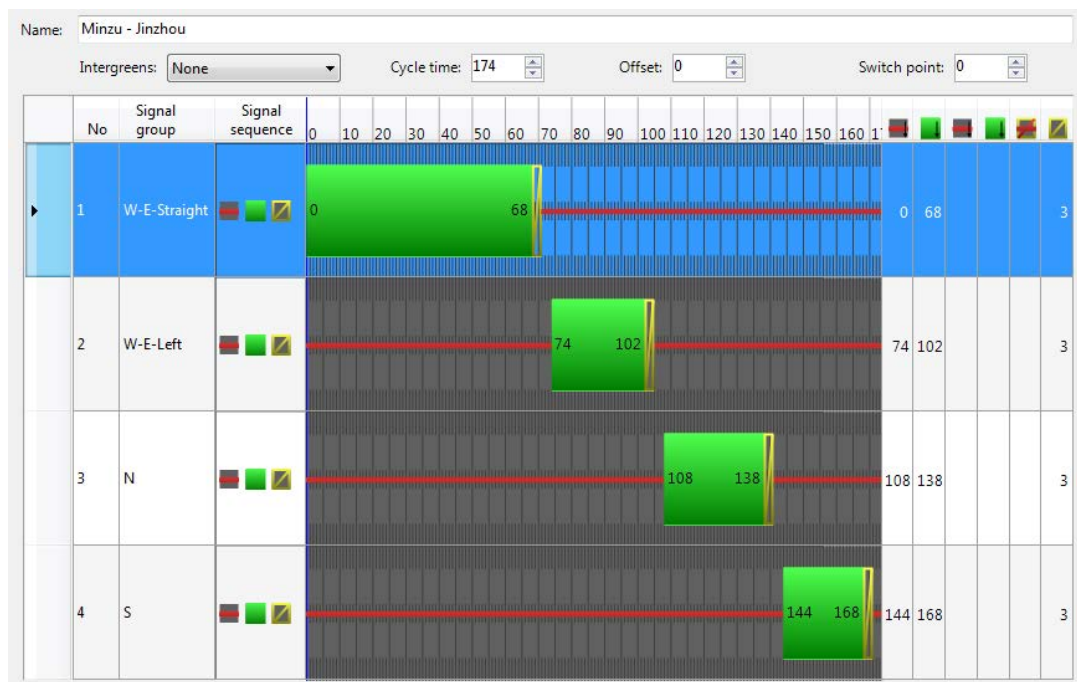 Name: Minzu - Jinzhou
Intergreens: None Cycle time: 174 Offset: 0 Switch point: 0
No Signal group Signal sequence 0 10 20 30 40 50 60 70 80 90 100 110 120 130 140 150 160 1
1 W-E-Straight 0 68 0 68 3
2 W-E-Left 74 102 74 102 3
3 N 108 138 108 138 3
4 S 144 168 144 168 3